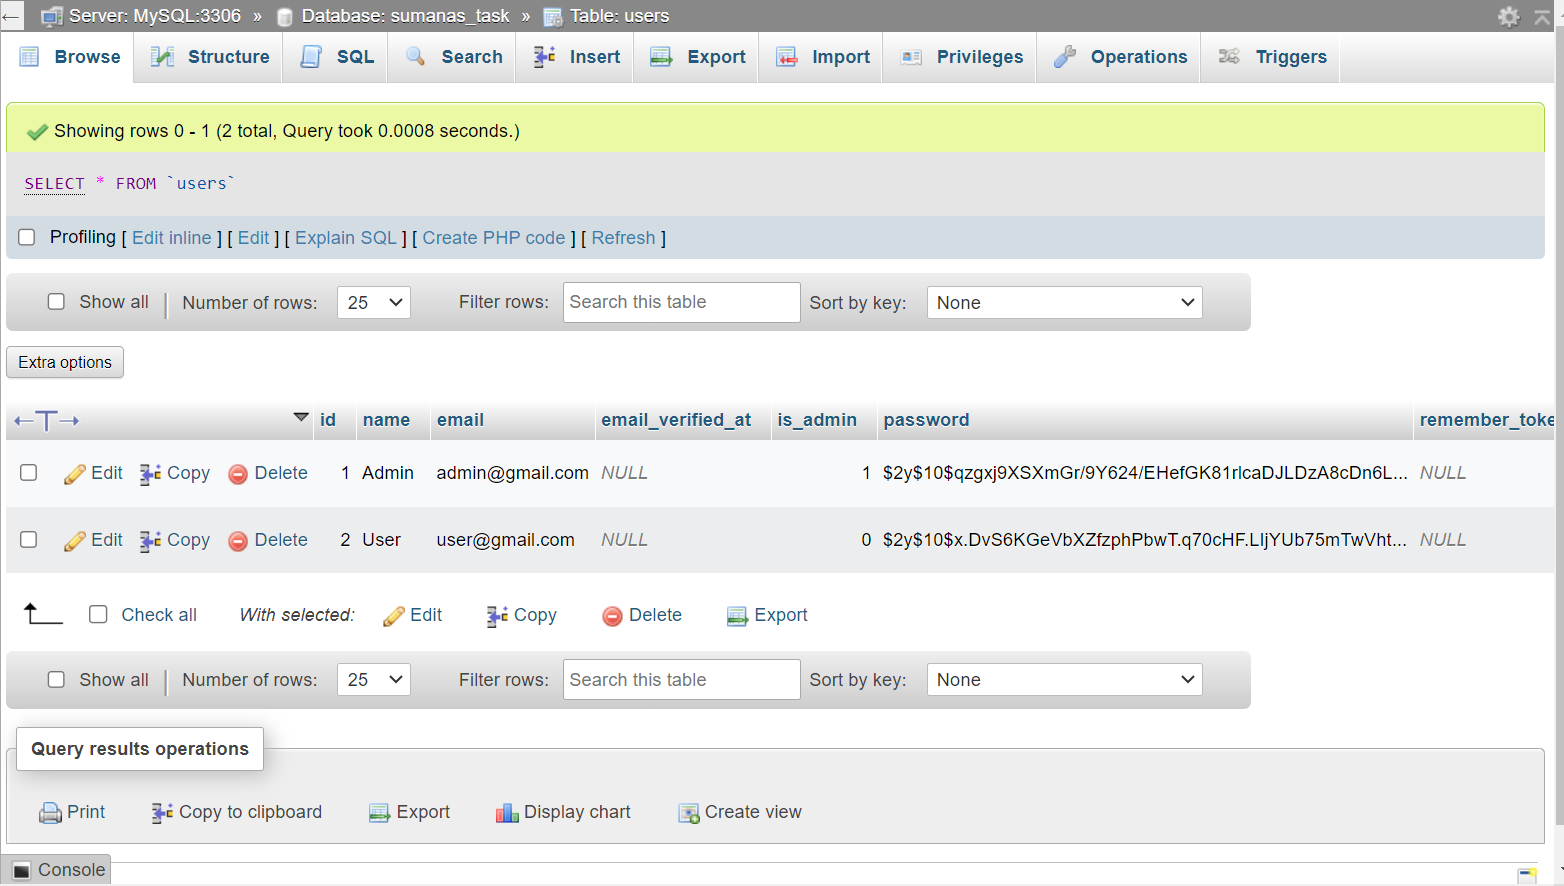 Server: MySQL:3306 » Database: sumanas_task » Table: users
Browse Structure SQL Search Insert Export Import Privileges Operations Triggers
Showing rows 0 - 1 (2 total, Query took 0.0008 seconds.)
SELECT * FROM `users`
Profiling [ Edit inline ] [ Edit ] [ Explain SQL ] [ Create PHP code ] [ Refresh ]
Show all Number of rows: 25 Filter rows: Search this table Sort by key: None
Extra options
id name email email_verified_at is_admin password remember_toke
Edit Copy Delete 1 Admin admin@gmail.com NULL 1 $2y$10$qzgxj9XSXmGr/9Y624/EHefGK81rlcaDJLDzA8cDn6L... NULL
Edit Copy Delete 2 User user@gmail.com NULL 0 $2y$10$x.DvS6KGeVbXZfzphPbwT.q70cHF.LIjYUb75mTwVht... NULL
Check all With selected: Edit Copy Delete Export
Show all Number of rows: 25 Filter rows: Search this table Sort by key: None
Query results operations
Print Copy to clipboard Export Display chart Create view
Console